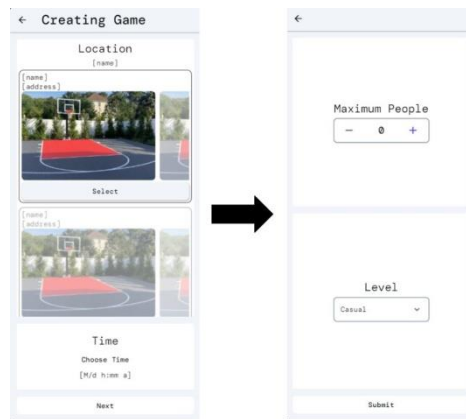 ← Creating Game
Location
[name]
[name]
[address]
Select
[name]
[address]
Time
Choose Time
[M/d h:mm a]
Next
←
Maximum People
− 0 +
Level
Casual
Submit